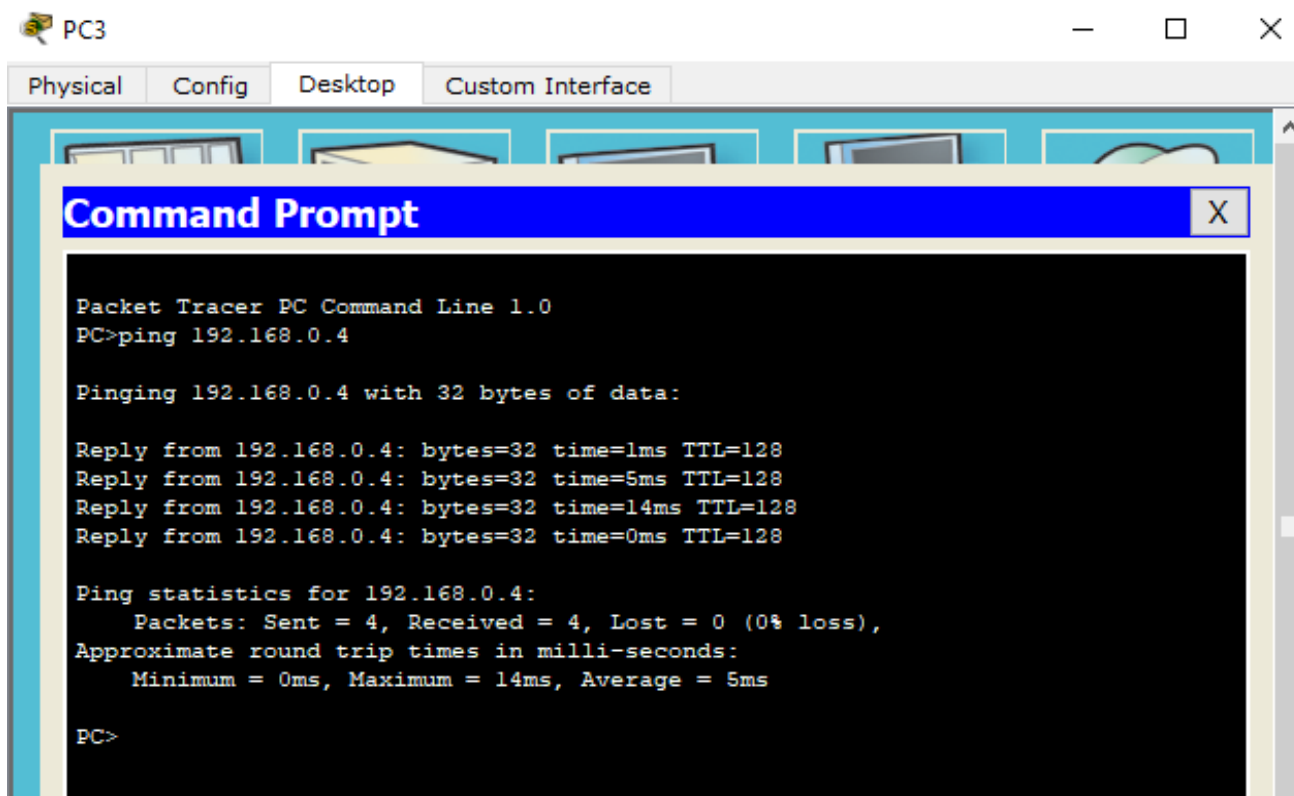 PC3
Physical Config Desktop Custom Interface
Command Prompt X
Packet Tracer PC Command Line 1.0
PC>ping 192.168.0.4
Pinging 192.168.0.4 with 32 bytes of data:
Reply from 192.168.0.4: bytes=32 time=1ms TTL=128
Reply from 192.168.0.4: bytes=32 time=5ms TTL=128
Reply from 192.168.0.4: bytes=32 time=14ms TTL=128
Reply from 192.168.0.4: bytes=32 time=0ms TTL=128
Ping statistics for 192.168.0.4:
Packets: Sent = 4, Received = 4, Lost = 0 (0% loss),
Approximate round trip times in milli-seconds:
Minimum = 0ms, Maximum = 14ms, Average = 5ms
PC>